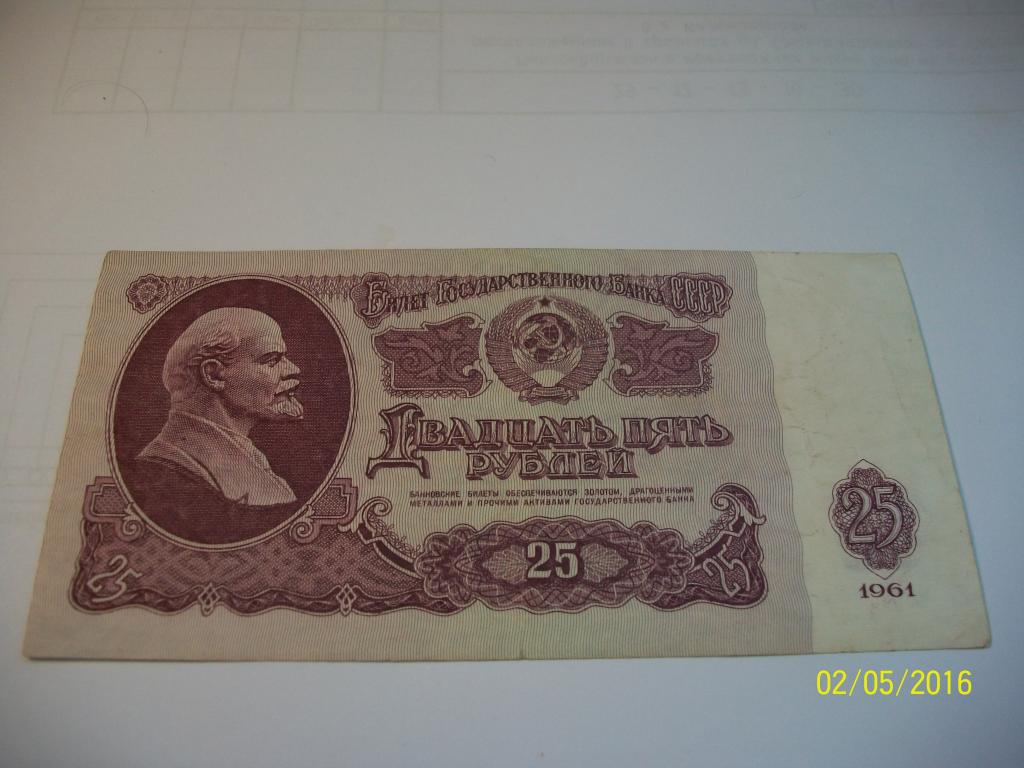 Билет Государственного Банка СССР
Двадцать пять
рублей
БАНКОВСКИЕ БИЛЕТЫ ОБЕСПЕЧИВАЮТСЯ ЗОЛОТОМ, ДРАГОЦЕННЫМИ
МЕТАЛЛАМИ И ПРОЧИМИ АКТИВАМИ ГОСУДАРСТВЕННОГО БАНКА
25
25
25
25
1961
02/05/2016